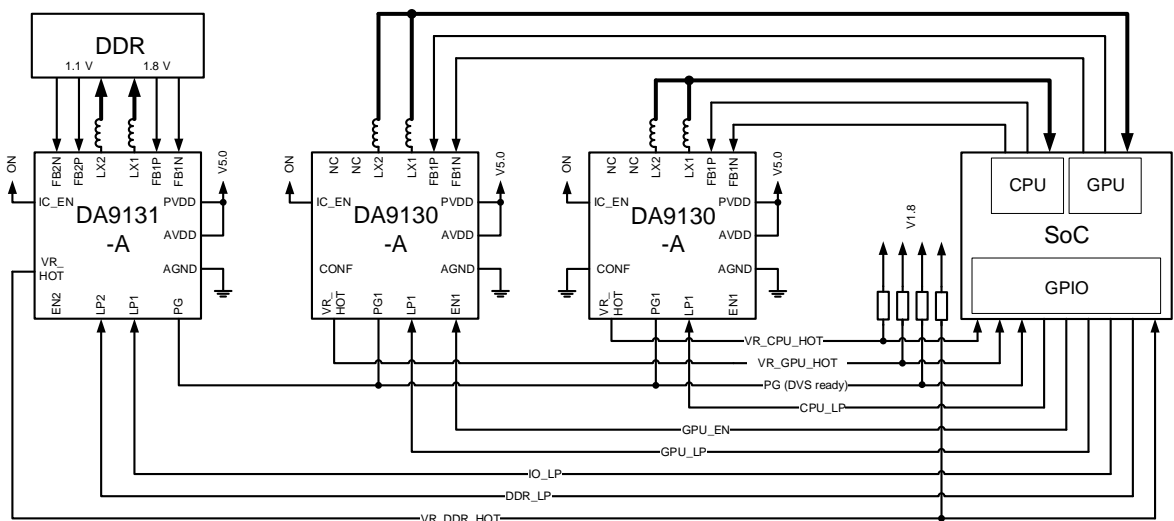 DDR
1.1 V 1.8 V
FB2N FB2P LX2 LX1 FB1P FB1N
ON
IC_EN
PVDD
V5.0
DA9131
-A
AVDD
VR_
HOT
AGND
EN2 LP2 LP1 PG
NC NC LX2 LX1 FB1P FB1N
ON
IC_EN
PVDD
V5.0
DA9130
-A
AVDD
CONF
AGND
VR_
HOT
PG1 LP1 EN1
NC NC LX2 LX1 FB1P FB1N
ON
IC_EN
PVDD
V5.0
DA9130
-A
AVDD
CONF
AGND
VR_
HOT
PG1 LP1 EN1
V1.8
CPU GPU
SoC
GPIO
VR_CPU_HOT
VR_GPU_HOT
PG (DVS ready)
CPU_LP
GPU_EN
GPU_LP
IO_LP
DDR_LP
VR_DDR_HOT